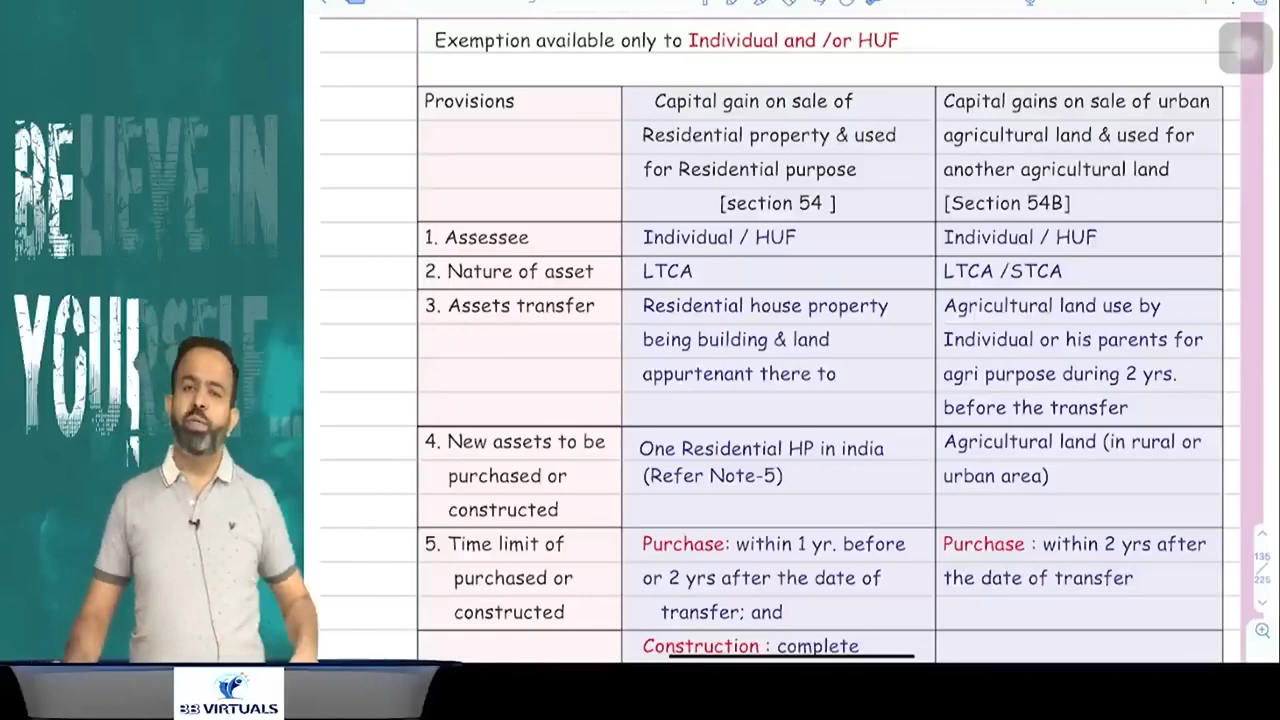 BELIEVE IN
YOURSELF
Exemption available only to Individual and /or HUF
Provisions
Capital gain on sale of
Residential property & used
for Residential purpose
[section 54 ]
Capital gains on sale of urban
agricultural land & used for
another agricultural land
[Section 54B]
1. Assessee
Individual / HUF
Individual / HUF
2. Nature of asset
LTCA
LTCA /STCA
3. Assets transfer
Residential house property
being building & land
appurtenant there to
Agricultural land use by
Individual or his parents for
agri purpose during 2 yrs.
before the transfer
4. New assets to be
purchased or
constructed
One Residential HP in india
(Refer Note-5)
Agricultural land (in rural or
urban area)
5. Time limit of
purchased or
constructed
Purchase: within 1 yr. before
or 2 yrs after the date of
transfer; and
Construction : complete
Purchase : within 2 yrs after
the date of transfer
135
225
BB VIRTUALS